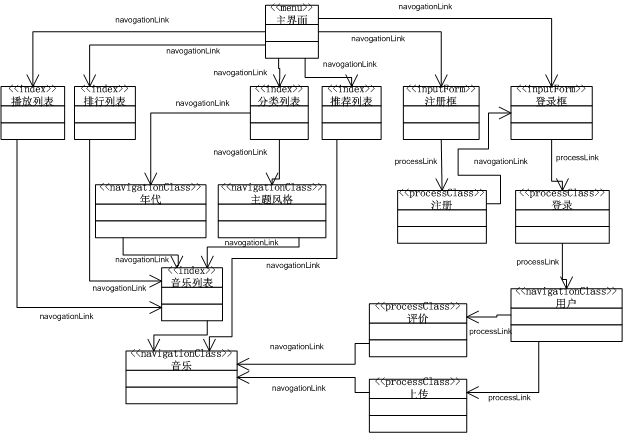 navogationLink
<<menu>>
主界面
navogationLink
navogationLink
navogationLink
navogationLink
navogationLink
navogationLink
<<index>>
播放列表
<<index>>
排行列表
<<index>>
分类列表
<<index>>
推荐列表
<<inputForm>>
注册框
<<inputForm>>
登录框
navogationLink
navogationLink
processLink
navogationLink
processLink
<<navigationClass>>
年代
<<navigationClass>>
主题风格
<<processClass>>
注册
<<processClass>>
登录
navogationLink
navogationLink
navogationLink
processLink
<<index>>
音乐列表
navogationLink
navogationLink
<<navigationClass>>
用户
<<processClass>>
评价
processLink
navogationLink
<<navigationClass>>
音乐
<<processClass>>
上传
navogationLink
processLink